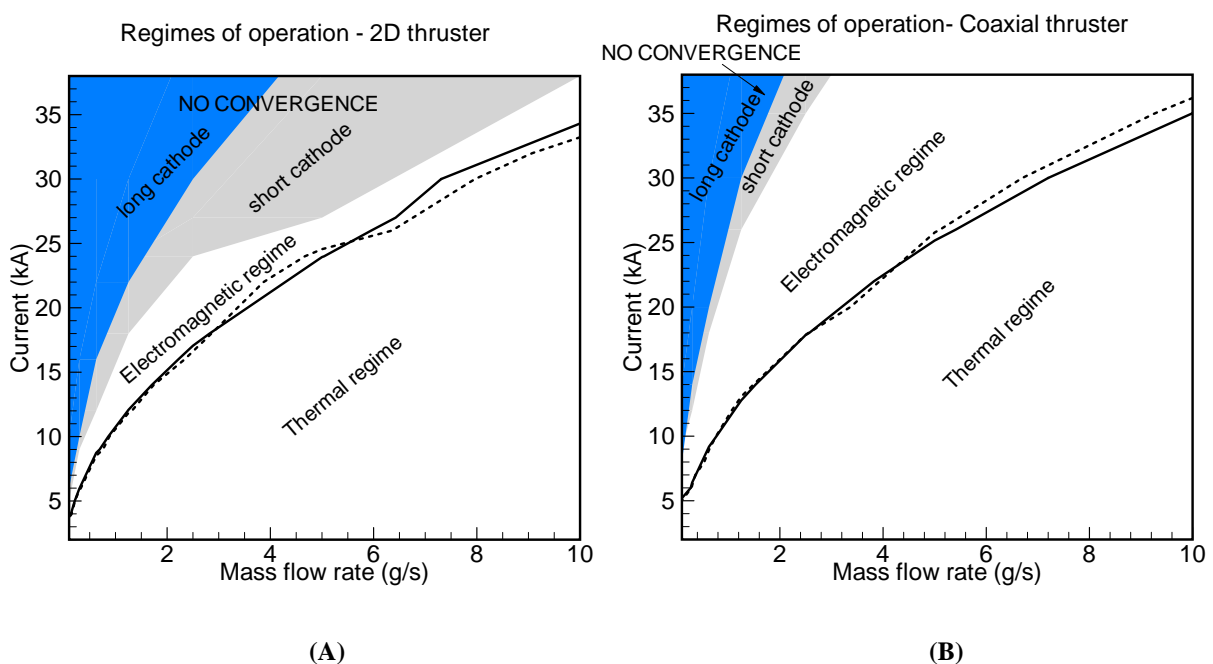 Regimes of operation - 2D thruster
NO CONVERGENCE
long cathode
short cathode
Electromagnetic regime
Thermal regime
Current (kA)
35
30
25
20
15
10
5
2
4
6
8
10
Mass flow rate (g/s)
(A)
Regimes of operation- Coaxial thruster
NO CONVERGENCE
long cathode
short cathode
Electromagnetic regime
Thermal regime
Current (kA)
35
30
25
20
15
10
5
2
4
6
8
10
Mass flow rate (g/s)
(B)